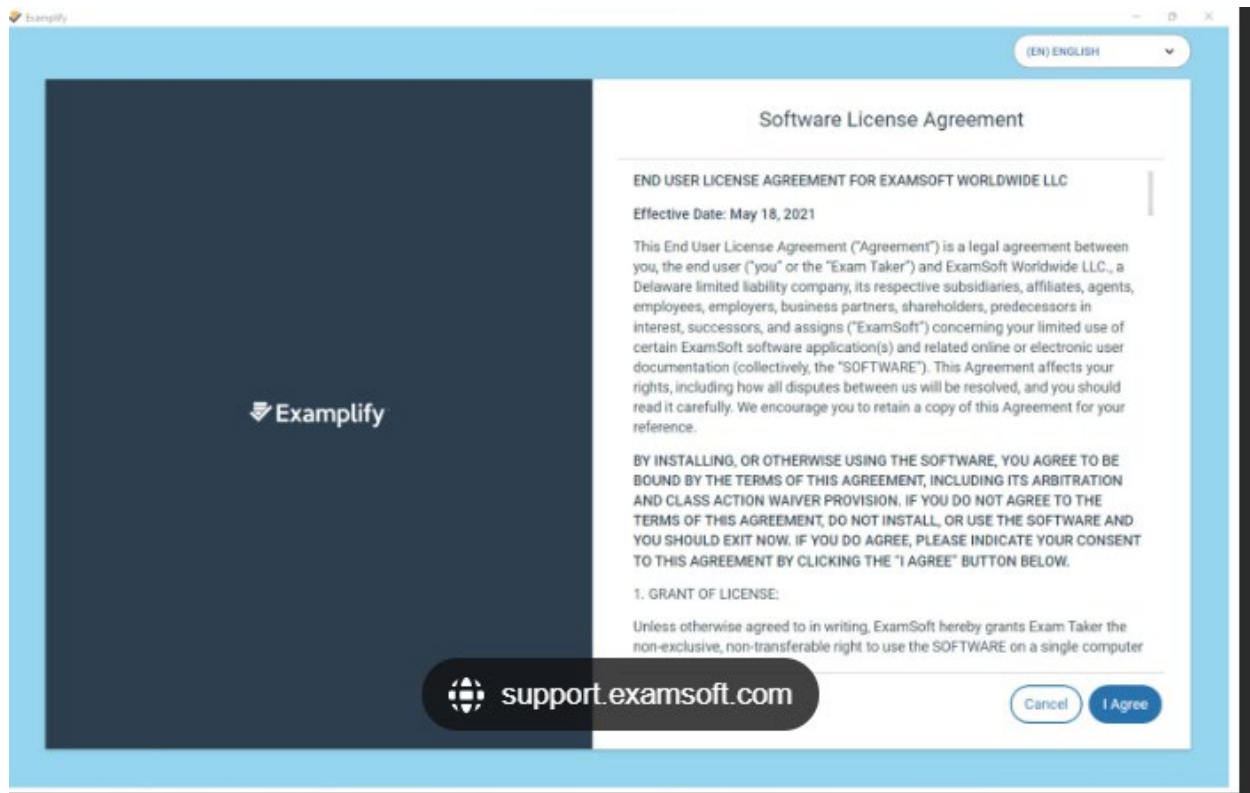 Examplify
(EN) ENGLISH
Software License Agreement
END USER LICENSE AGREEMENT FOR EXAMSOFT WORLDWIDE LLC
Effective Date: May 18, 2021
This End User License Agreement ("Agreement") is a legal agreement between
you, the end user ("you" or the "Exam Taker") and ExamSoft Worldwide LLC., a
Delaware limited liability company, its respective subsidiaries, affiliates, agents,
employees, employers, business partners, shareholders, predecessors in
interest, successors, and assigns ("ExamSoft") concerning your limited use of
certain ExamSoft software application(s) and related online or electronic user
documentation (collectively, the "SOFTWARE"). This Agreement affects your
rights, including how all disputes between us will be resolved, and you should
read it carefully. We encourage you to retain a copy of this Agreement for your
reference.
BY INSTALLING, OR OTHERWISE USING THE SOFTWARE, YOU AGREE TO BE
BOUND BY THE TERMS OF THIS AGREEMENT, INCLUDING ITS ARBITRATION
AND CLASS ACTION WAIVER PROVISION. IF YOU DO NOT AGREE TO THE
TERMS OF THIS AGREEMENT, DO NOT INSTALL, OR USE THE SOFTWARE AND
YOU SHOULD EXIT NOW. IF YOU DO AGREE, PLEASE INDICATE YOUR CONSENT
TO THIS AGREEMENT BY CLICKING THE "I AGREE" BUTTON BELOW.
1. GRANT OF LICENSE:
Unless otherwise agreed to in writing, ExamSoft hereby grants Exam Taker the
non-exclusive, non-transferable right to use the SOFTWARE on a single computer
Examplify
support.examsoft.com
Cancel
I Agree